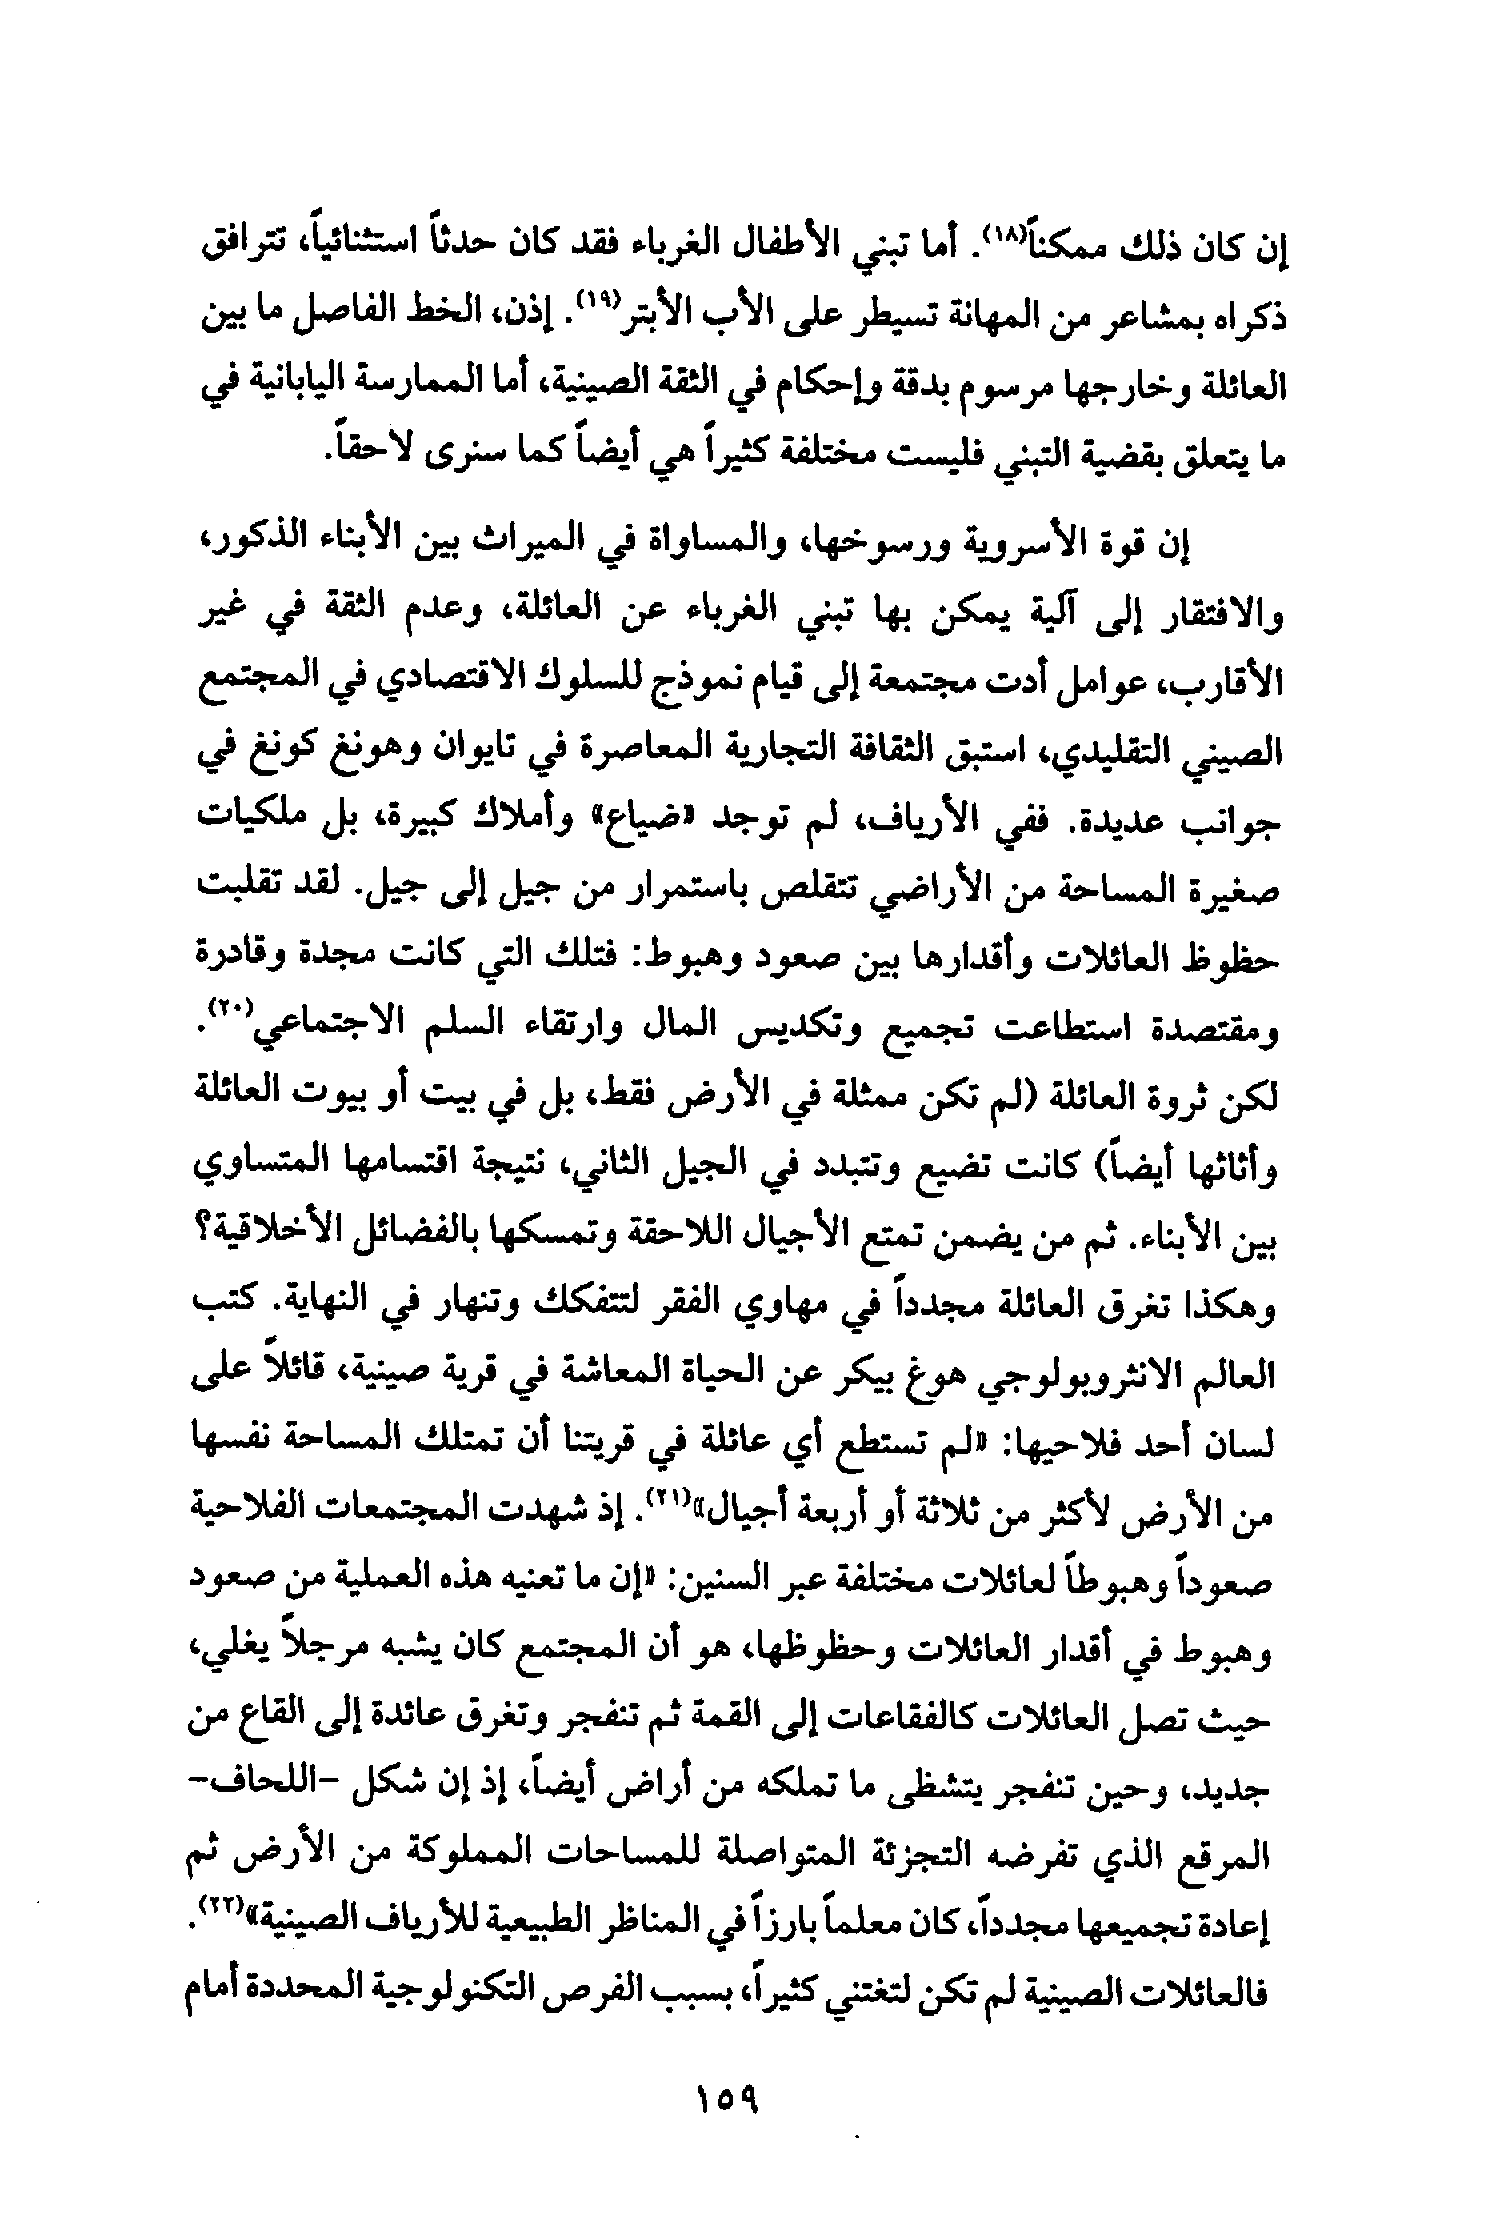 إن كان ذلك ممكناً(١٨). أما تبني الأطفال الغرباء فقد كان حدثاً استثنائياً، تترافق
ذكراه بمشاعر من المهانة تسيطر على الأب الأبتر(١٩). إذن، الخط الفاصل ما بين
العائلة وخارجها مرسوم بدقة وإحكام في الثقة الصينية، أما الممارسة اليابانية في
ما يتعلق بقضية التبني فليست مختلفة كثيراً هي أيضاً كما سنرى لاحقاً.
إن قوة الأسروية ورسوخها، والمساواة في الميراث بين الأبناء الذكور،
والافتقار إلى آلية يمكن بها تبني الغرباء عن العائلة، وعدم الثقة في غير
الأقارب، عوامل أدت مجتمعة إلى قيام نموذج للسلوك الاقتصادي في المجتمع
الصيني التقليدي، استبق الثقافة التجارية المعاصرة في تايوان وهونغ كونغ في
جوانب عديدة. ففي الأرياف، لم توجد «ضياع» وأملاك كبيرة، بل ملكيات
صغيرة المساحة من الأراضي تتقلص باستمرار من جيل إلى جيل. لقد تقلبت
حظوظ العائلات وأقدارها بين صعود وهبوط: فتلك التي كانت مجدة وقادرة
ومقتصدة استطاعت تجميع وتكديس المال وارتقاء السلم الاجتماعي(٢٠).
لكن ثروة العائلة (لم تكن ممثلة في الأرض فقط، بل في بيت أو بيوت العائلة
وأثاثها أيضاً) كانت تضيع وتتبدد في الجيل الثاني، نتيجة اقتسامها المتساوي
بين الأبناء. ثم من يضمن تمتع الأجيال اللاحقة وتمسكها بالفضائل الأخلاقية؟
وهكذا تغرق العائلة مجدداً في مهاوي الفقر لتتفكك وتنهار في النهاية. كتب
العالم الانثروبولوجي هوغ بيكر عن الحياة المعاشة في قرية صينية، قائلاً على
لسان أحد فلاحيها: «لم تستطع أي عائلة في قريتنا أن تمتلك المساحة نفسها
من الأرض لأكثر من ثلاثة أو أربعة أجيال»(٢١). إذ شهدت المجتمعات الفلاحية
صعوداً وهبوطاً لعائلات مختلفة عبر السنين: «إن ما تعنيه هذه العملية من صعود
وهبوط في أقدار العائلات وحظوظها، هو أن المجتمع كان يشبه مرجلاً يغلي،
حيث تصل العائلات كالفقاعات إلى القمة ثم تنفجر وتغرق عائدة إلى القاع من
جديد، وحين تنفجر يتشظى ما تملكه من أراض أيضاً، إذ إن شكل -اللحاف-
المرقع الذي تفرضه التجزئة المتواصلة للمساحات المملوكة من الأرض ثم
إعادة تجميعها مجدداً، كان معلماً بارزاً في المناظر الطبيعية للأرياف الصينية»(٢٢).
فالعائلات الصينية لم تكن لتغتني كثيراً، بسبب الفرص التكنولوجية المحددة أمام
١٥٩